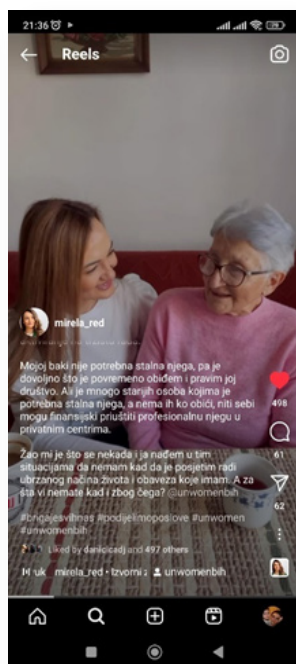 21:36
Reels
mirela_red
Mojoj baki nije potrebna stalna njega, pa je
dovoljno što je povremeno obiđem i pravim joj
društvo. Ali je mnogo starijih osoba kojima je
potrebna stalna njega, a nema ih ko obići, niti sebi
mogu finansijski priuštiti profesionalnu njegu u
privatnim centrima.
498
Žao mi je što se nekada i ja nađem u tim
situacijama da nemam kad da je posjetim radi
ubrzanog načina života i obaveza koje imam. A za
šta vi nemate kad i zbog čega? @unwomenbih
61
62
#brigajesvihnas #podijelimoposlove #unwomen
#unwomenbih
Liked by danicicadj and 497 others
uk mirela_red • Izvorni z unwomenbih